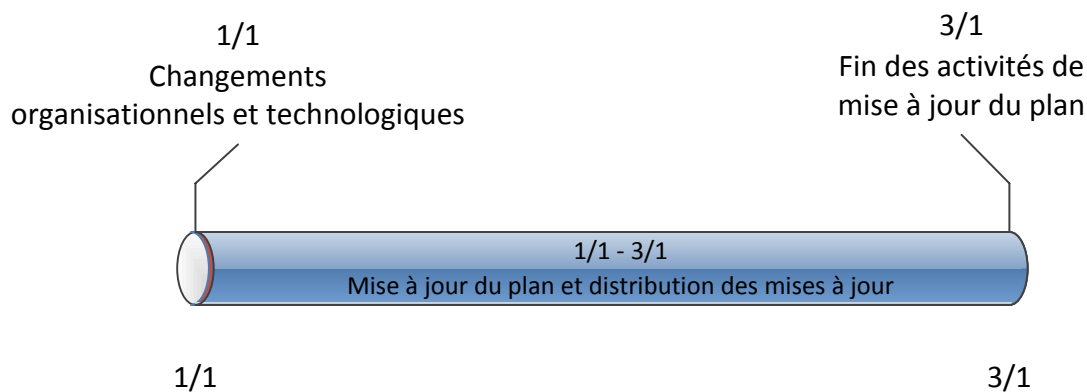 1/1
Changements
organisationnels et technologiques
3/1
Fin des activités de
mise à jour du plan
1/1 - 3/1
Mise à jour du plan et distribution des mises à jour
1/1
3/1